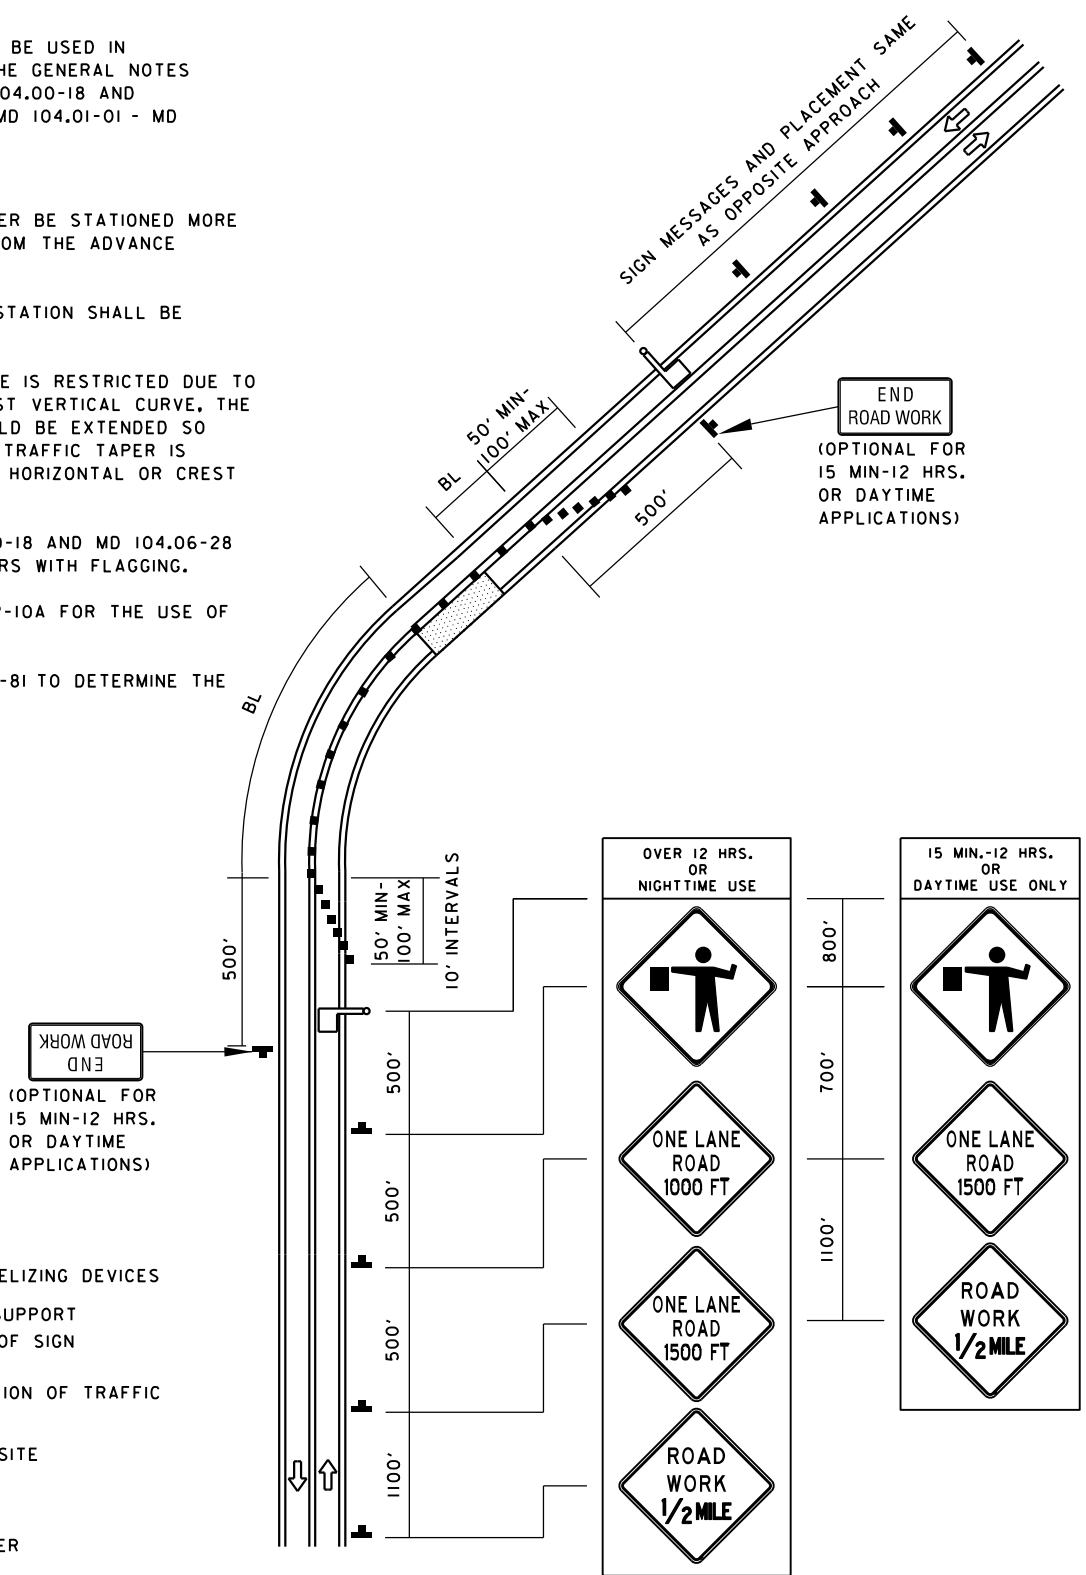 BE USED IN
HE GENERAL NOTES
04.00-18 AND
MD 104.01-01 - MD
ER BE STATIONED MORE
OM THE ADVANCE
STATION SHALL BE
E IS RESTRICTED DUE TO
ST VERTICAL CURVE, THE
LD BE EXTENDED SO
TRAFFIC TAPER IS
HORIZONTAL OR CREST
0-18 AND MD 104.06-28
RS WITH FLAGGING.
P-10A FOR THE USE OF
-81 TO DETERMINE THE
SIGN MESSAGES AND PLACEMENT SAME
AS OPPOSITE APPROACH
50' MIN-
100' MAX
BL
END
ROAD WORK
(OPTIONAL FOR
15 MIN-12 HRS.
OR DAYTIME
APPLICATIONS)
500'
BL
500'
50' MIN-
100' MAX
10' INTERVALS
END
ROAD WORK
(OPTIONAL FOR
15 MIN-12 HRS.
OR DAYTIME
APPLICATIONS)
500'
500'
500'
1100'
OVER 12 HRS.
OR
NIGHTTIME USE
ONE LANE
ROAD
1000 FT
ONE LANE
ROAD
1500 FT
ROAD
WORK
1/2 MILE
800'
700'
1100'
15 MIN.-12 HRS.
OR
DAYTIME USE ONLY
ONE LANE
ROAD
1500 FT
ROAD
WORK
1/2 MILE
ELIZING DEVICES
SUPPORT
OF SIGN
ION OF TRAFFIC
SITE
ER